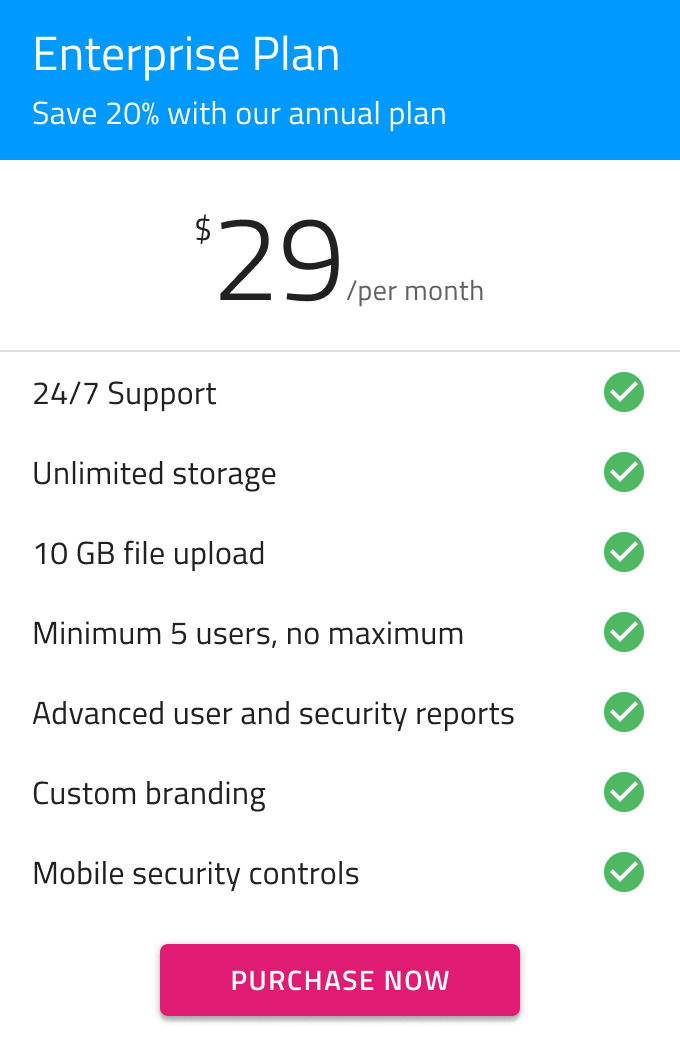 Enterprise Plan
Save 20% with our annual plan
$29/per month
24/7 Support
Unlimited storage
10 GB file upload
Minimum 5 users, no maximum
Advanced user and security reports
Custom branding
Mobile security controls
PURCHASE NOW